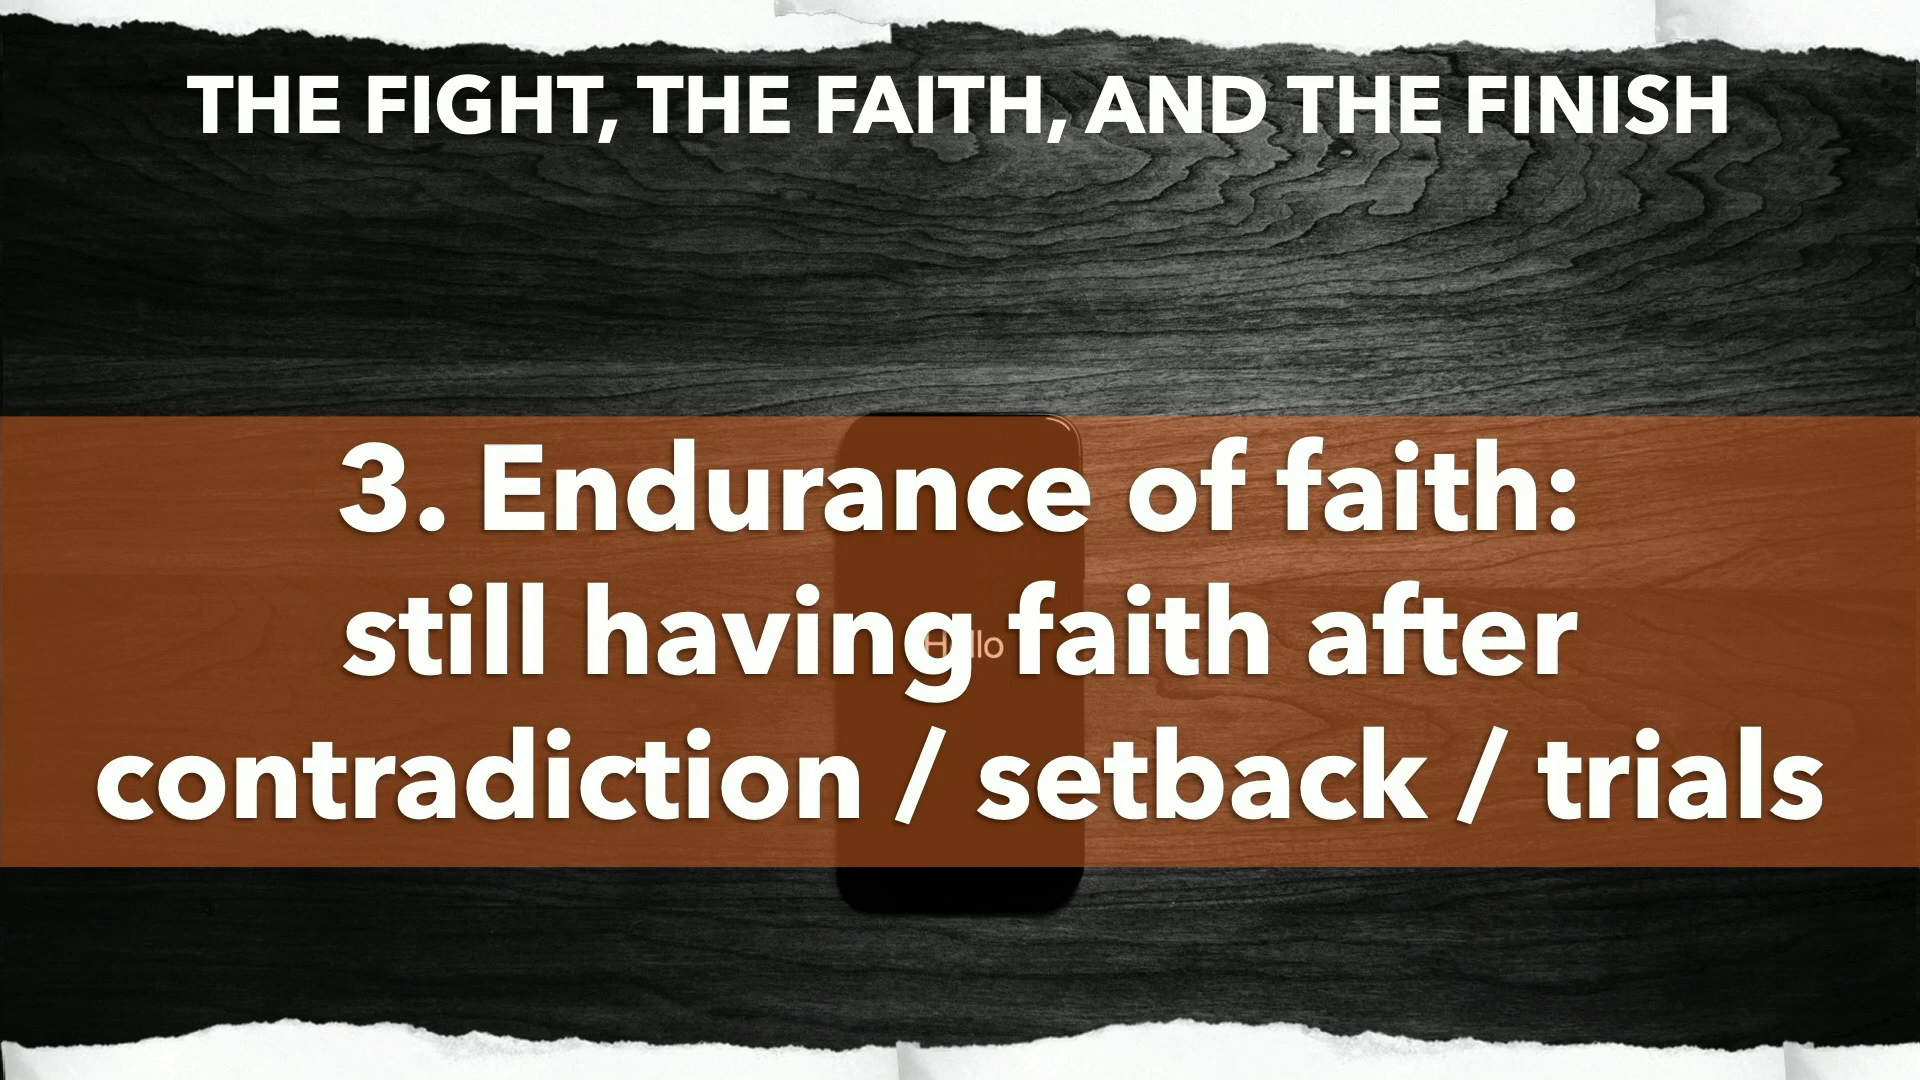 THE FIGHT, THE FAITH, AND THE FINISH
3. Endurance of faith:
still having faith after
contradiction / setback / trials